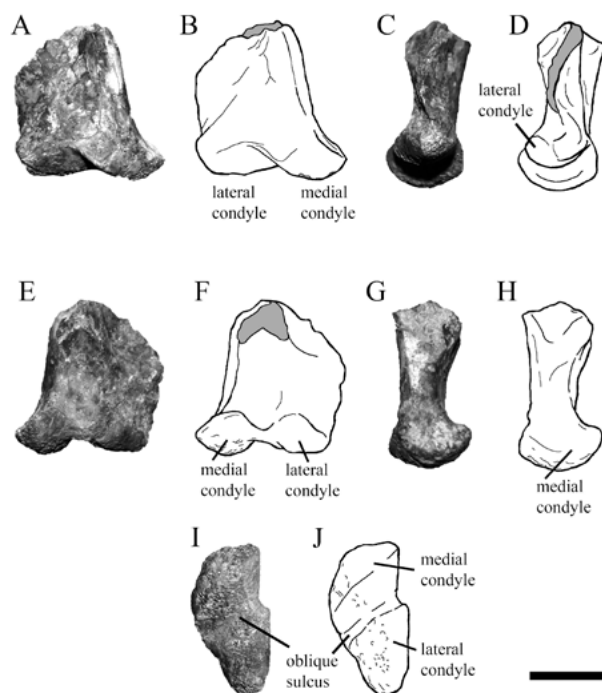 A
B
C
D
lateral
condyle
lateral
condyle
medial
condyle
E
F
G
H
medial
condyle
lateral
condyle
medial
condyle
I
J
medial
condyle
oblique
sulcus
lateral
condyle